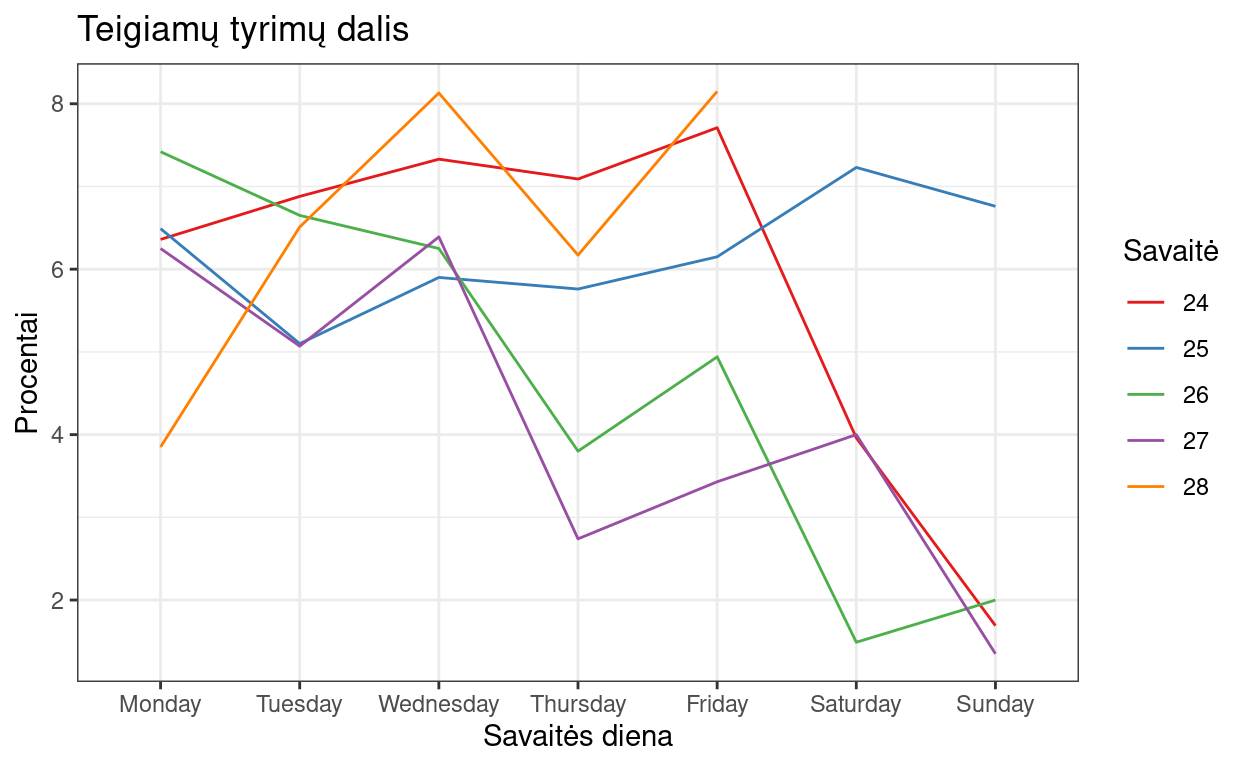 Teigiamų tyrimų dalis
Procentai
8
6
4
2
Monday Tuesday Wednesday Thursday Friday Saturday Sunday
Savaitės diena
Savaitė
24
25
26
27
28